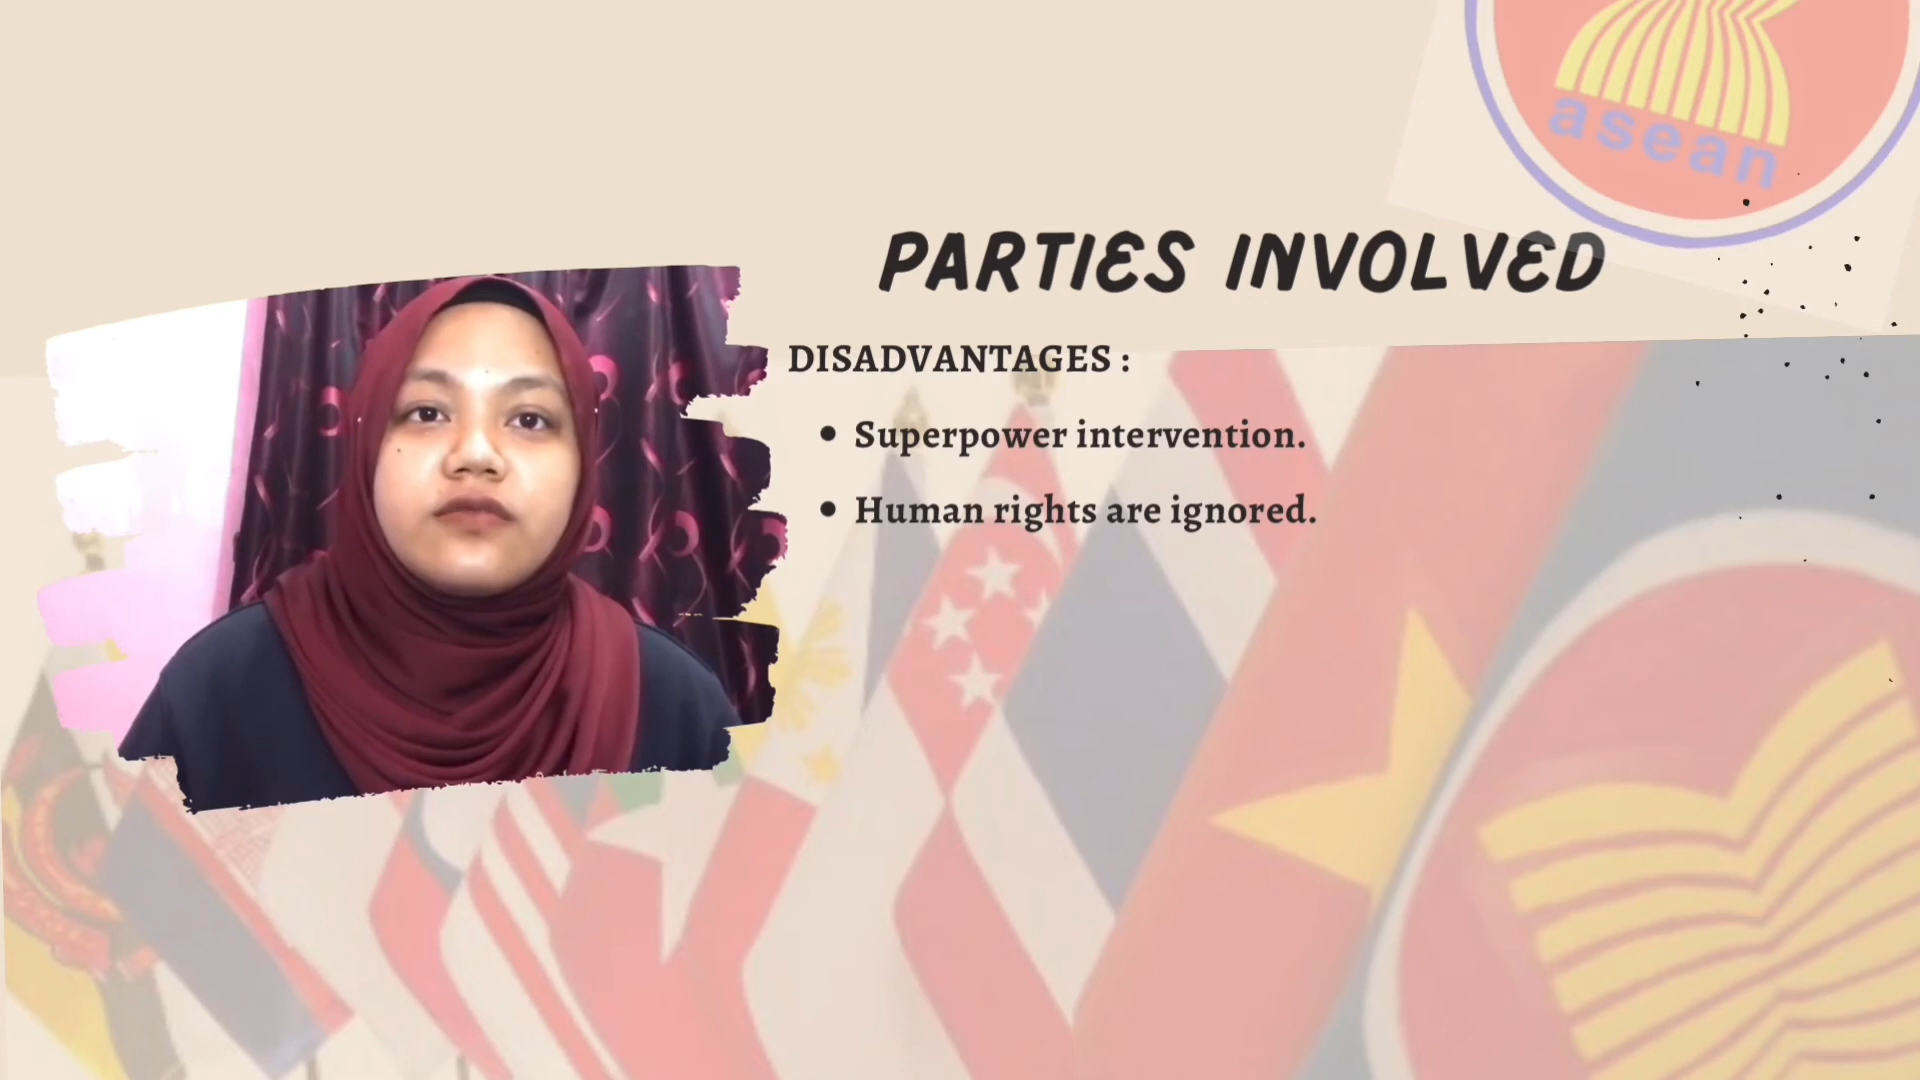 asean
PARTIES INVOLVED
DISADVANTAGES :
• Superpower intervention.
• Human rights are ignored.